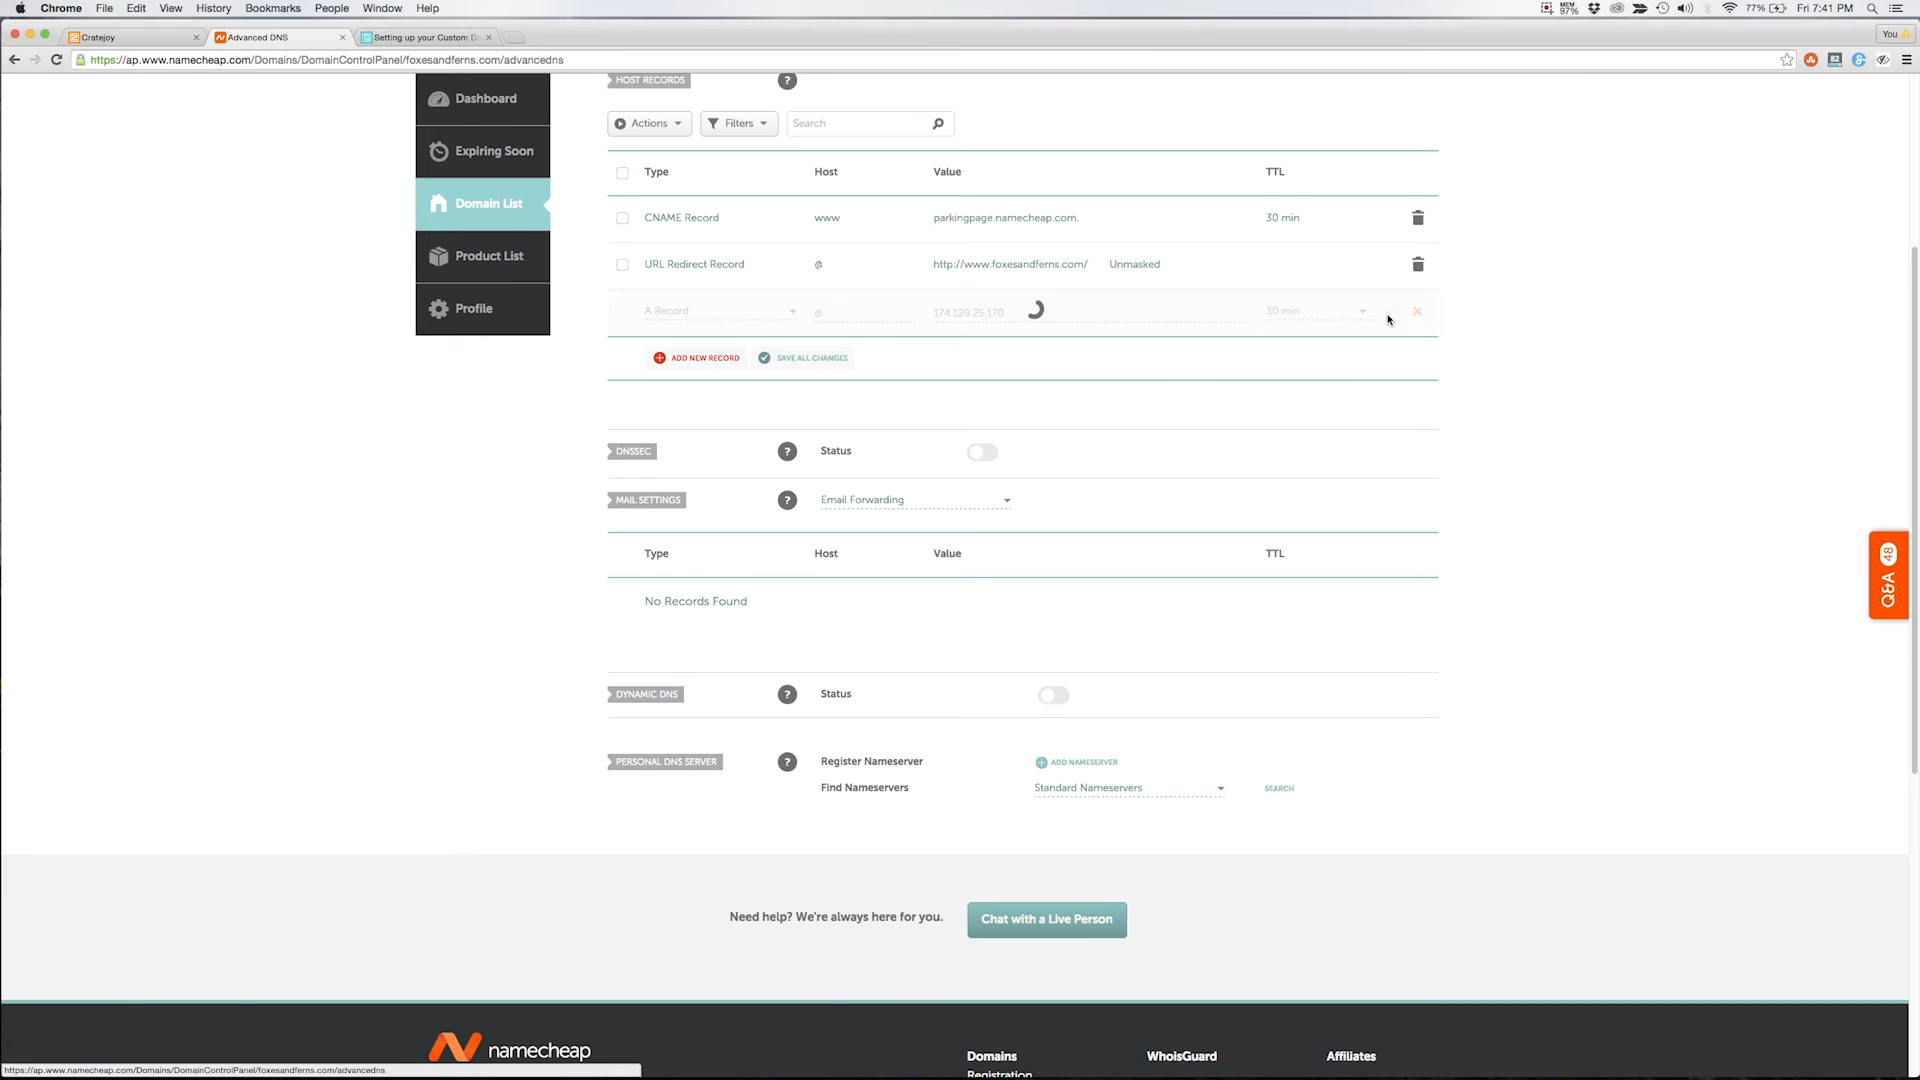 Chrome File Edit View History Bookmarks People Window Help
MEM 97% 77% Fri 7:41 PM
Cratejoy
Advanced DNS
Setting up your Custom D
You
https://ap.www.namecheap.com/Domains/DomainControlPanel/foxesandferns.com/advancedns
82
Dashboard
Expiring Soon
Domain List
Product List
Profile
HOST RECORDS ?
Actions Filters Search
Type Host Value TTL
CNAME Record www parkingpage.namecheap.com. 30 min
URL Redirect Record @ http://www.foxesandferns.com/ Unmasked
A Record @ 174.129.25.170 30 min
ADD NEW RECORD SAVE ALL CHANGES
DNSSEC ? Status
MAIL SETTINGS ? Email Forwarding
Type Host Value TTL
No Records Found
Q&A 48
DYNAMIC DNS ? Status
PERSONAL DNS SERVER ? Register Nameserver ADD NAMESERVER
Find Nameservers Standard Nameservers SEARCH
Need help? We're always here for you. Chat with a Live Person
namecheap
Domains WhoisGuard Affiliates
Registration
https://ap.www.namecheap.com/Domains/DomainControlPanel/foxesandferns.com/advancedns